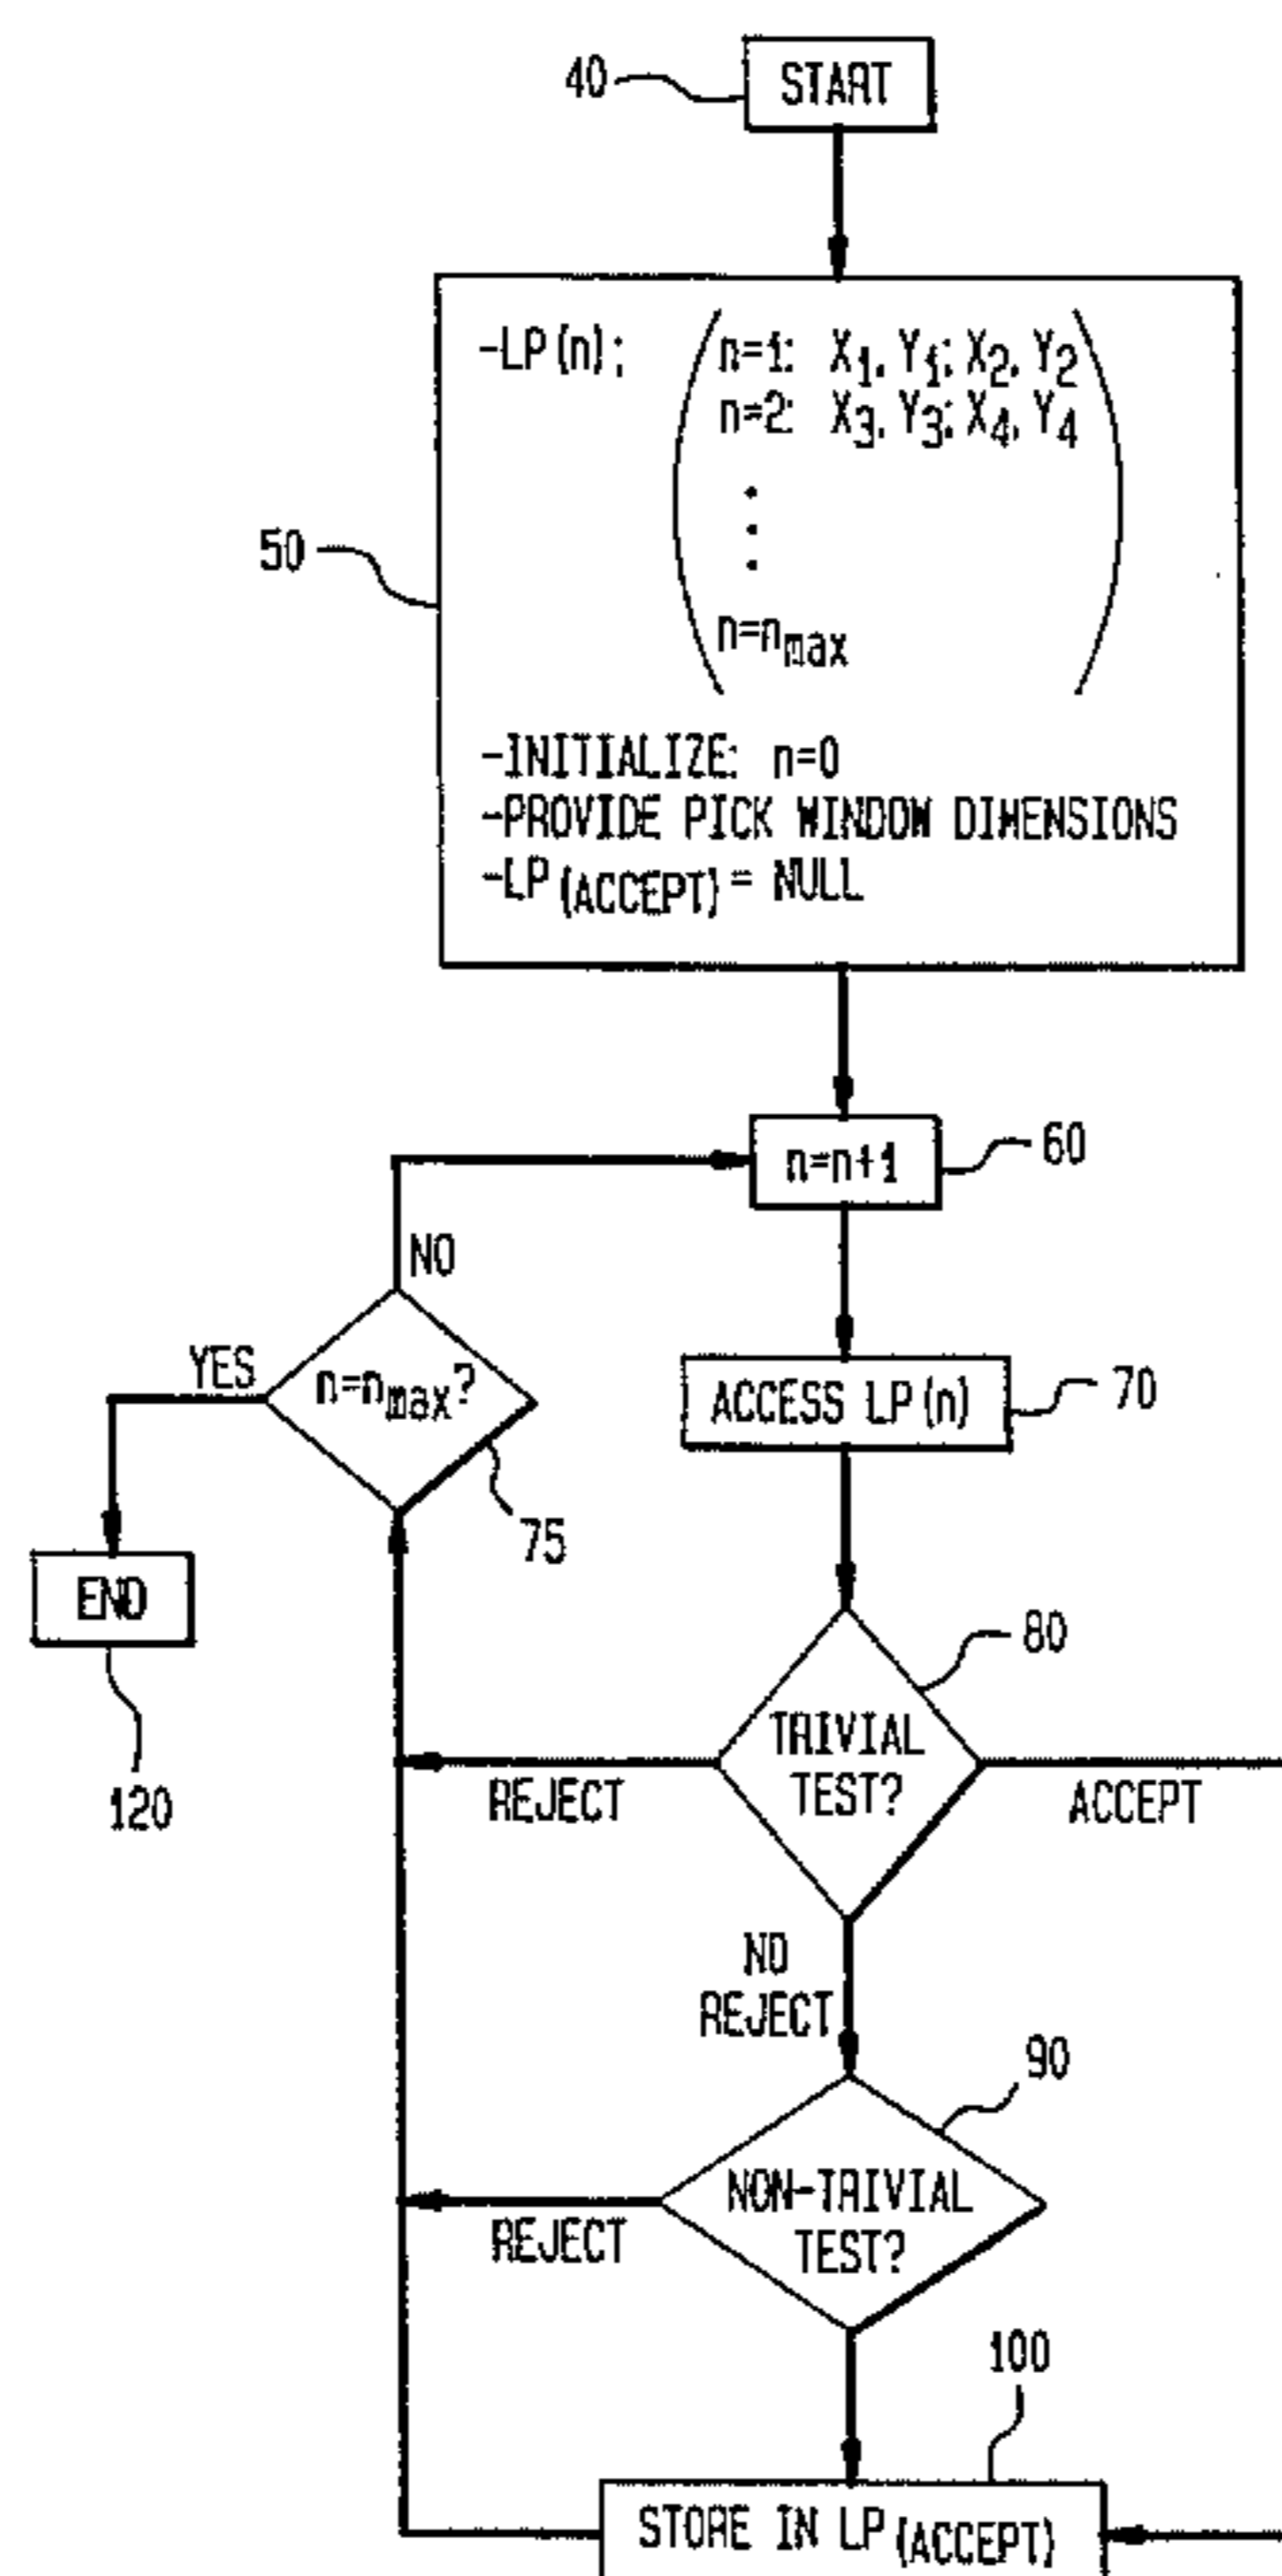 40
START
-LP(n): n=1: X1, Y1; X2, Y2
n=2: X3, Y3; X4, Y4
50
n=nmax
-INITIALIZE: n=0
-PROVIDE PICK WINDOW DIMENSIONS
-LP(ACCEPT) = NULL
n=n+1
60
NO
YES
n=nmax?
ACCESS LP(n)
70
75
END
80
TRIVIAL
TEST?
REJECT
ACCEPT
120
NO
REJECT
90
NON-TRIVIAL
TEST?
REJECT
100
STORE IN LP(ACCEPT)